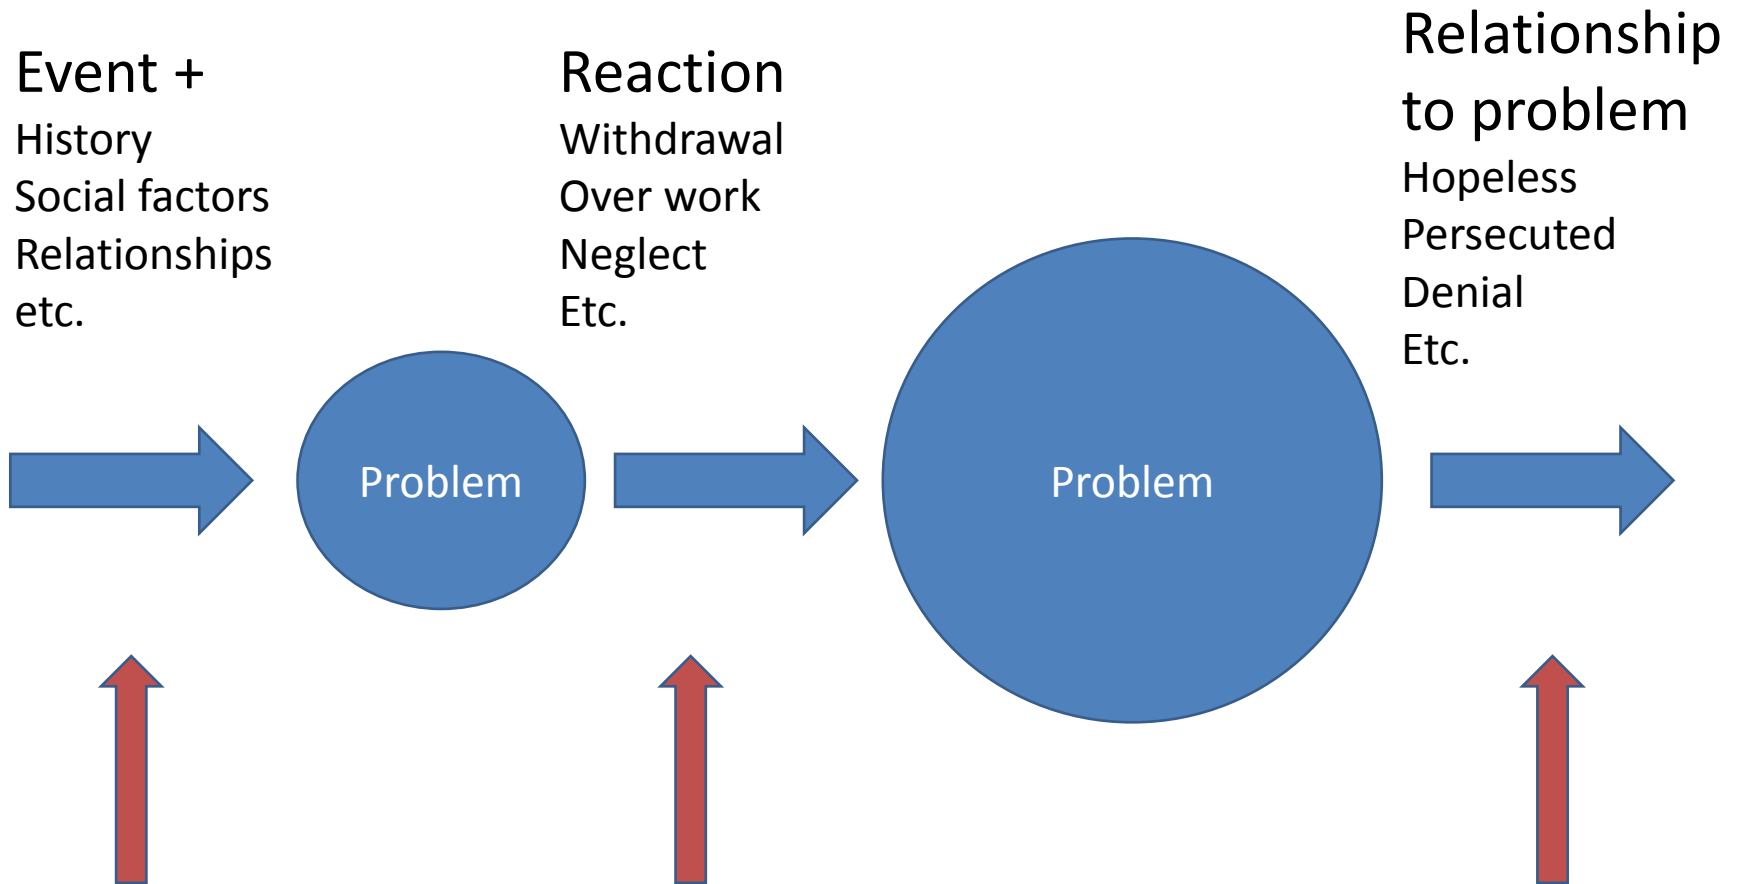 Event +
History
Social factors
Relationships
etc.
Problem
Reaction
Withdrawal
Over work
Neglect
Etc.
Problem
Relationship
to problem
Hopeless
Persecuted
Denial
Etc.